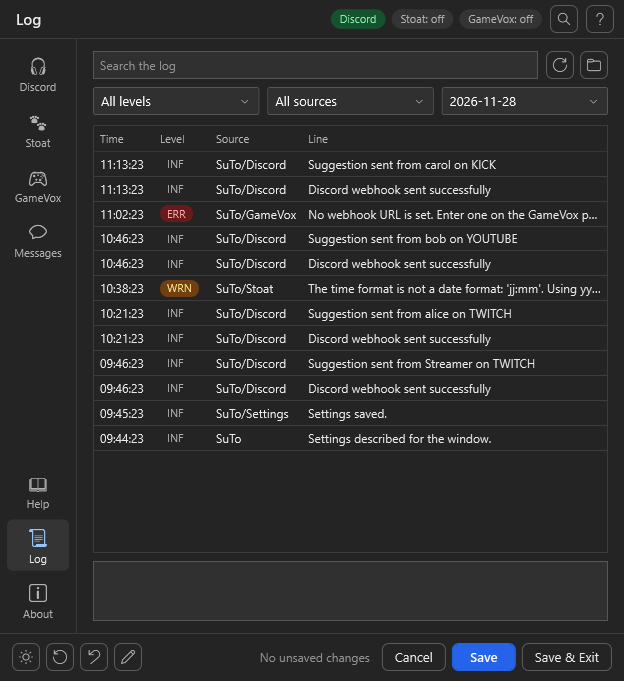 Log
Discord
Stoat: off
GameVox: off
?
Discord
Stoat
GameVox
Messages
Help
Log
About
Search the log
All levels
All sources
2026-11-28
Time Level Source Line
11:13:23 INF SuTo/Discord Suggestion sent from carol on KICK
11:13:23 INF SuTo/Discord Discord webhook sent successfully
11:02:23 ERR SuTo/GameVox No webhook URL is set. Enter one on the GameVox p...
10:46:23 INF SuTo/Discord Suggestion sent from bob on YOUTUBE
10:46:23 INF SuTo/Discord Discord webhook sent successfully
10:38:23 WRN SuTo/Stoat The time format is not a date format: 'jj:mm'. Using yy...
10:21:23 INF SuTo/Discord Suggestion sent from alice on TWITCH
10:21:23 INF SuTo/Discord Discord webhook sent successfully
09:46:23 INF SuTo/Discord Suggestion sent from Streamer on TWITCH
09:46:23 INF SuTo/Discord Discord webhook sent successfully
09:45:23 INF SuTo/Settings Settings saved.
09:44:23 INF SuTo Settings described for the window.
No unsaved changes
Cancel
Save
Save & Exit